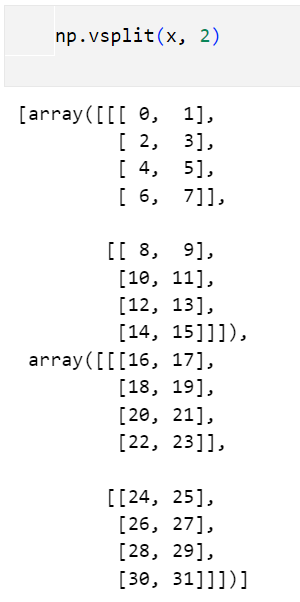 np.vsplit(x, 2)
[array([[[ 0,  1],
         [ 2,  3],
         [ 4,  5],
         [ 6,  7]],

        [[ 8,  9],
         [10, 11],
         [12, 13],
         [14, 15]]]),
 array([[[16, 17],
         [18, 19],
         [20, 21],
         [22, 23]],

        [[24, 25],
         [26, 27],
         [28, 29],
         [30, 31]]])]